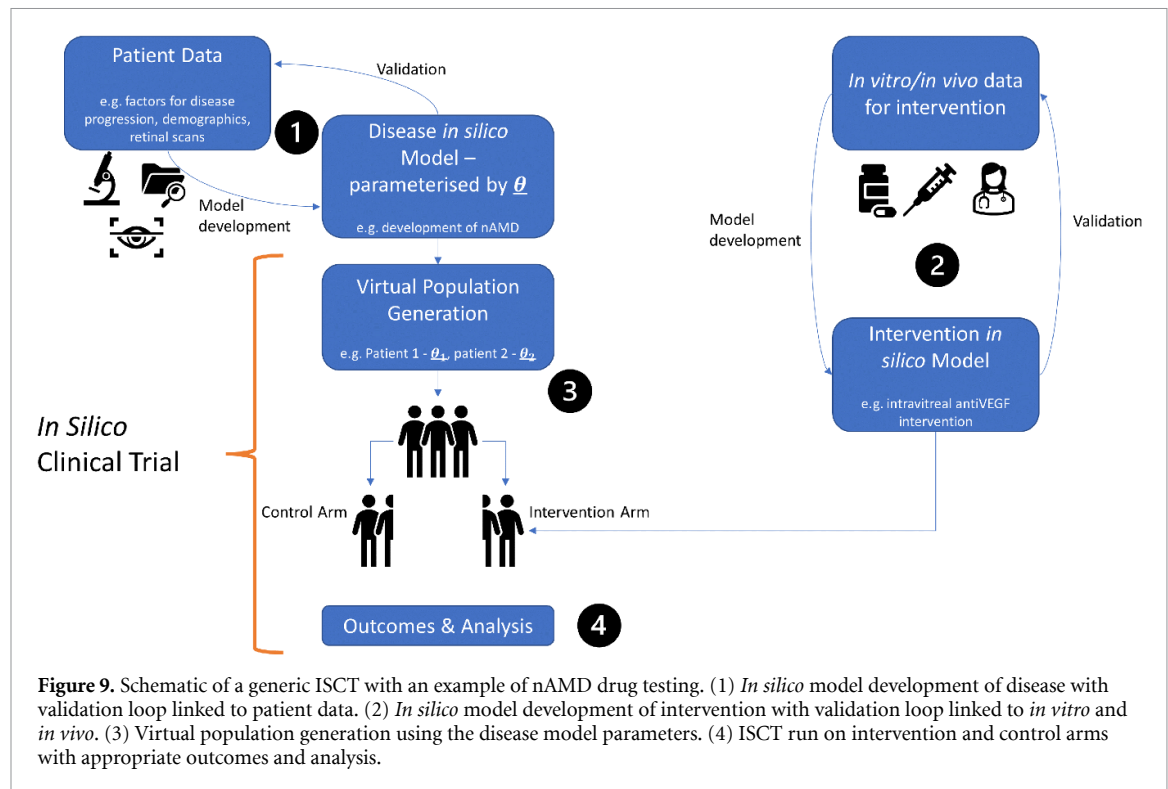 Patient Data
e.g. factors for disease
progression, demographics,
retinal scans
1
Validation
Model
development
Disease in silico
Model –
parameterised by θ
e.g. development of nAMD
In vitro/in vivo data
for intervention
Model
development
Validation
2
Intervention in
silico Model
e.g. intravitreal antiVEGF
intervention
Virtual Population
Generation
e.g. Patient 1 - θ1, patient 2 - θ2
3
In Silico
Clinical Trial
Control Arm
Intervention Arm
Outcomes & Analysis
4
Figure 9. Schematic of a generic ISCT with an example of nAMD drug testing. (1) In silico model development of disease with
validation loop linked to patient data. (2) In silico model development of intervention with validation loop linked to in vitro and
in vivo. (3) Virtual population generation using the disease model parameters. (4) ISCT run on intervention and control arms
with appropriate outcomes and analysis.